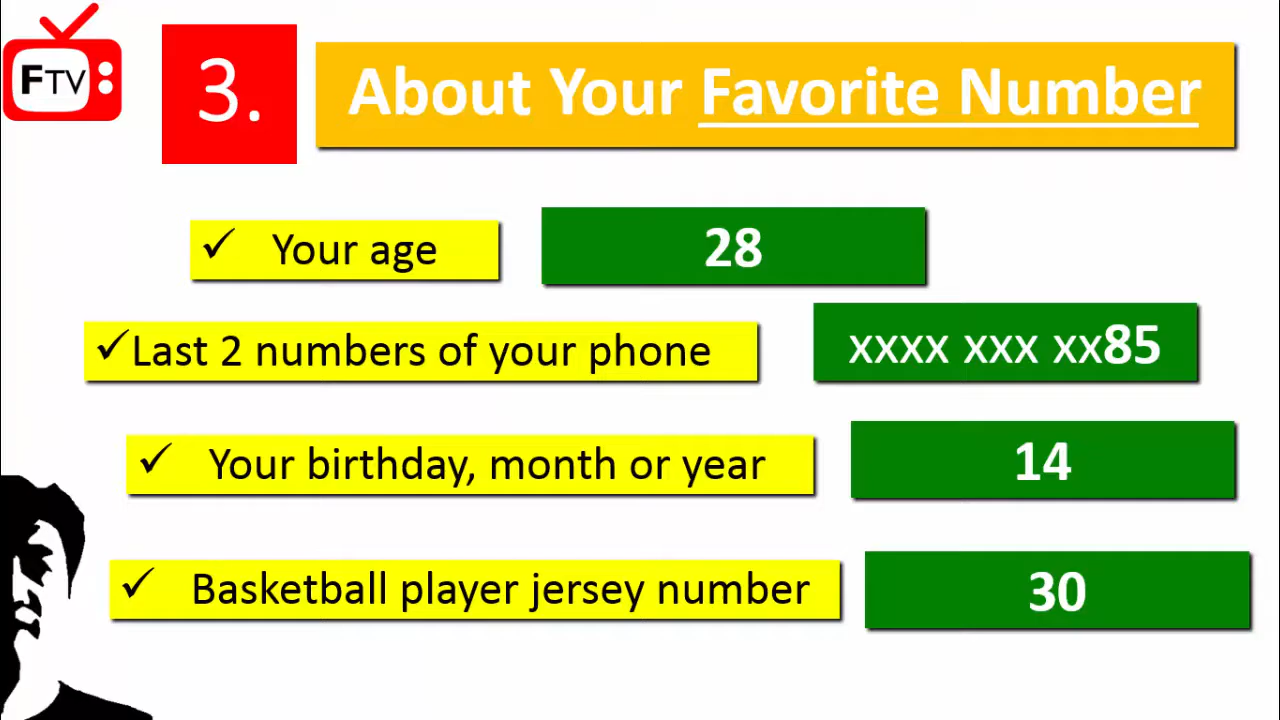 FTV
3.
About Your Favorite Number
✓ Your age
28
✓ Last 2 numbers of your phone
xxxx xxx xx85
✓ Your birthday, month or year
14
✓ Basketball player jersey number
30